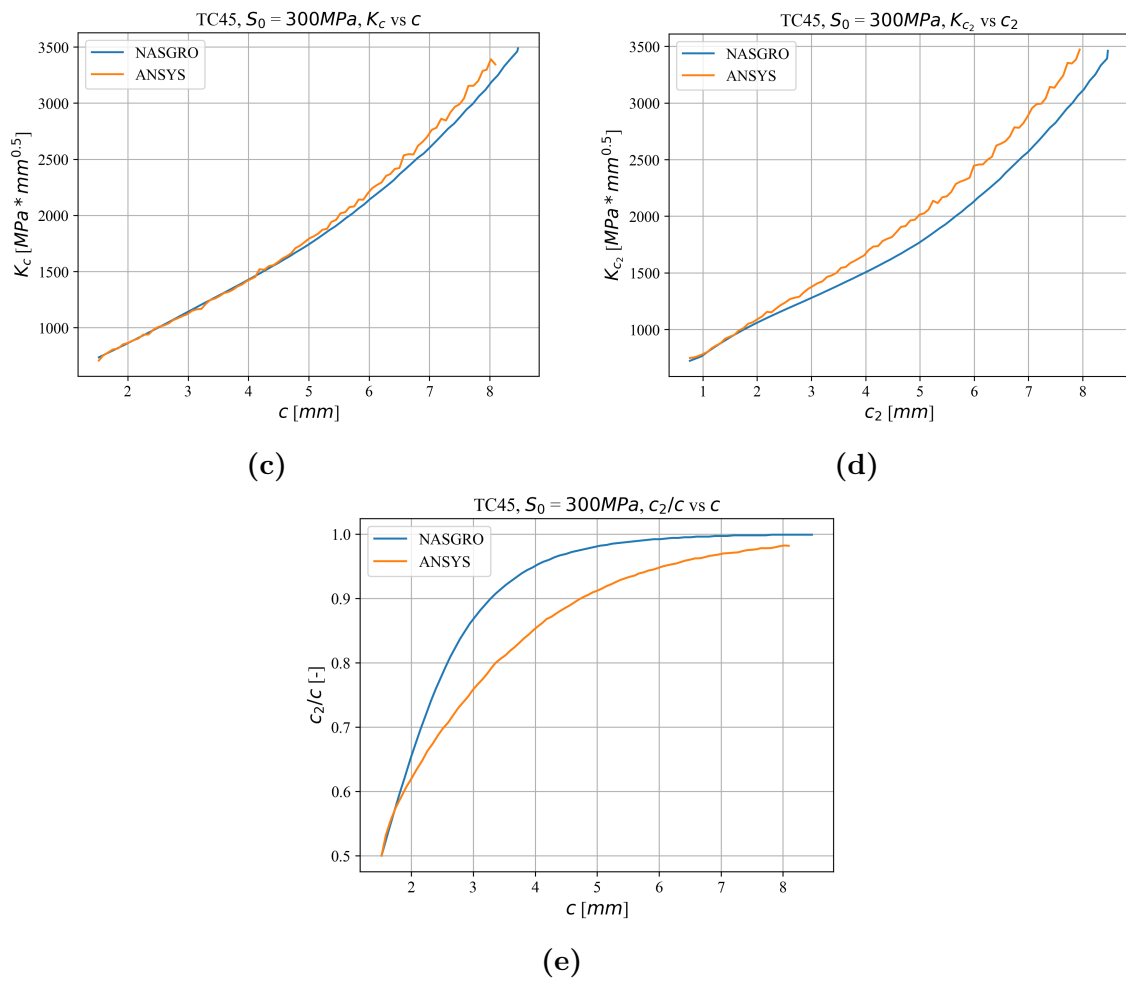 TC45, S₀ = 300MPa, K_c vs c
NASGRO
ANSYS
3500
3000
2500
2000
1500
1000
K_c [MPa * mm^0.5]
2 3 4 5 6 7 8
c [mm]
(c)
TC45, S₀ = 300MPa, K_c₂ vs c₂
NASGRO
ANSYS
3500
3000
2500
2000
1500
1000
K_c₂ [MPa * mm^0.5]
1 2 3 4 5 6 7 8
c₂ [mm]
(d)
TC45, S₀ = 300MPa, c₂/c vs c
NASGRO
ANSYS
1.0
0.9
0.8
0.7
0.6
0.5
c₂/c [-]
2 3 4 5 6 7 8
c [mm]
(e)